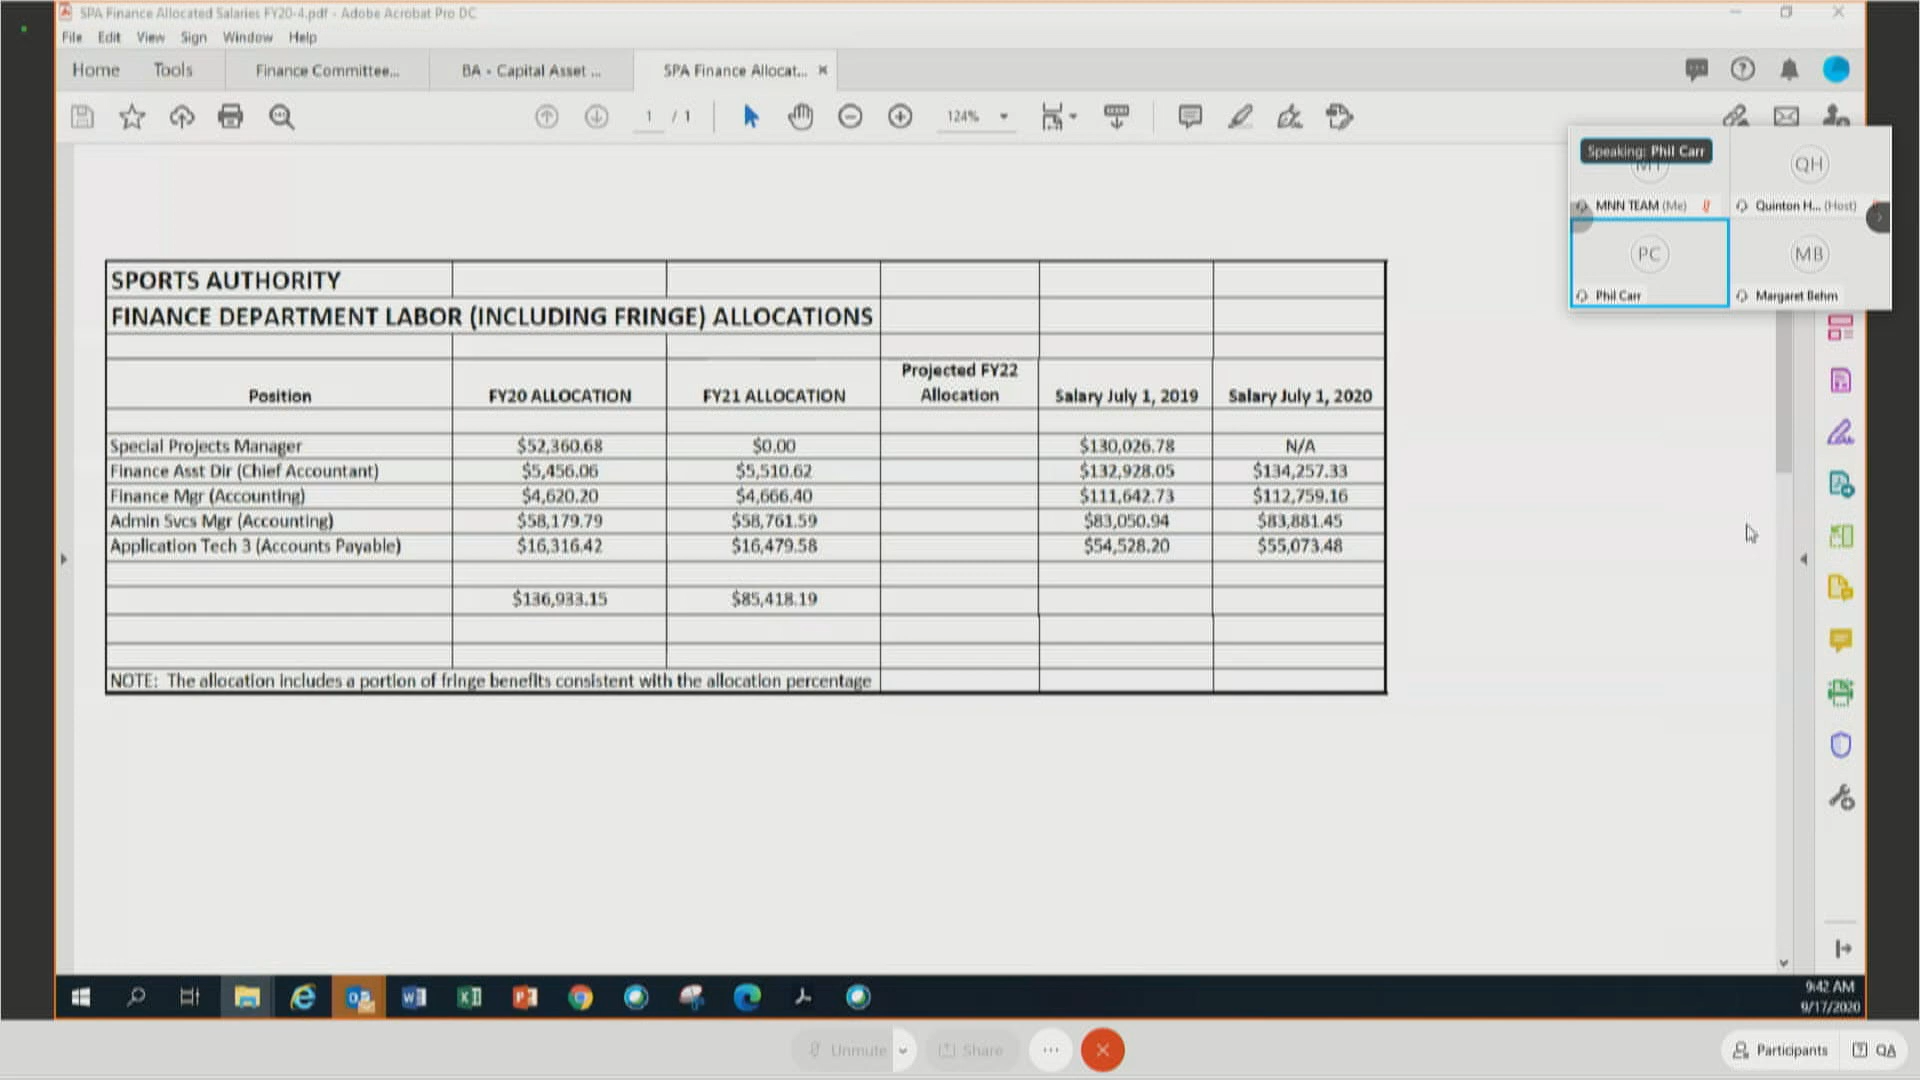 SPA Finance Allocated Salaries FY20-4.pdf - Adobe Acrobat Pro DC
File Edit View Sign Window Help
Home Tools Finance Committee... BA - Capital Asset ... SPA Finance Allocat... ×
1 / 1 124%
Speaking: Phil Carr
QH
MNN TEAM (Me) Quinton H... (Host)
PC MB
Phil Carr Margaret Behm
SPORTS AUTHORITY
FINANCE DEPARTMENT LABOR (INCLUDING FRINGE) ALLOCATIONS
Position FY20 ALLOCATION FY21 ALLOCATION Projected FY22 Allocation Salary July 1, 2019 Salary July 1, 2020
Special Projects Manager $52,360.68 $0.00 $130,026.78 N/A
Finance Asst Dir (Chief Accountant) $5,456.06 $5,510.62 $132,928.05 $134,257.33
Finance Mgr (Accounting) $4,620.20 $4,666.40 $111,642.73 $112,759.16
Admin Svcs Mgr (Accounting) $58,179.79 $58,761.59 $83,050.94 $83,881.45
Application Tech 3 (Accounts Payable) $16,316.42 $16,479.58 $54,528.20 $55,073.48
$136,933.15 $85,418.19
NOTE: The allocation includes a portion of fringe benefits consistent with the allocation percentage
9:42 AM
9/17/2020
Unmute Share Participants QA